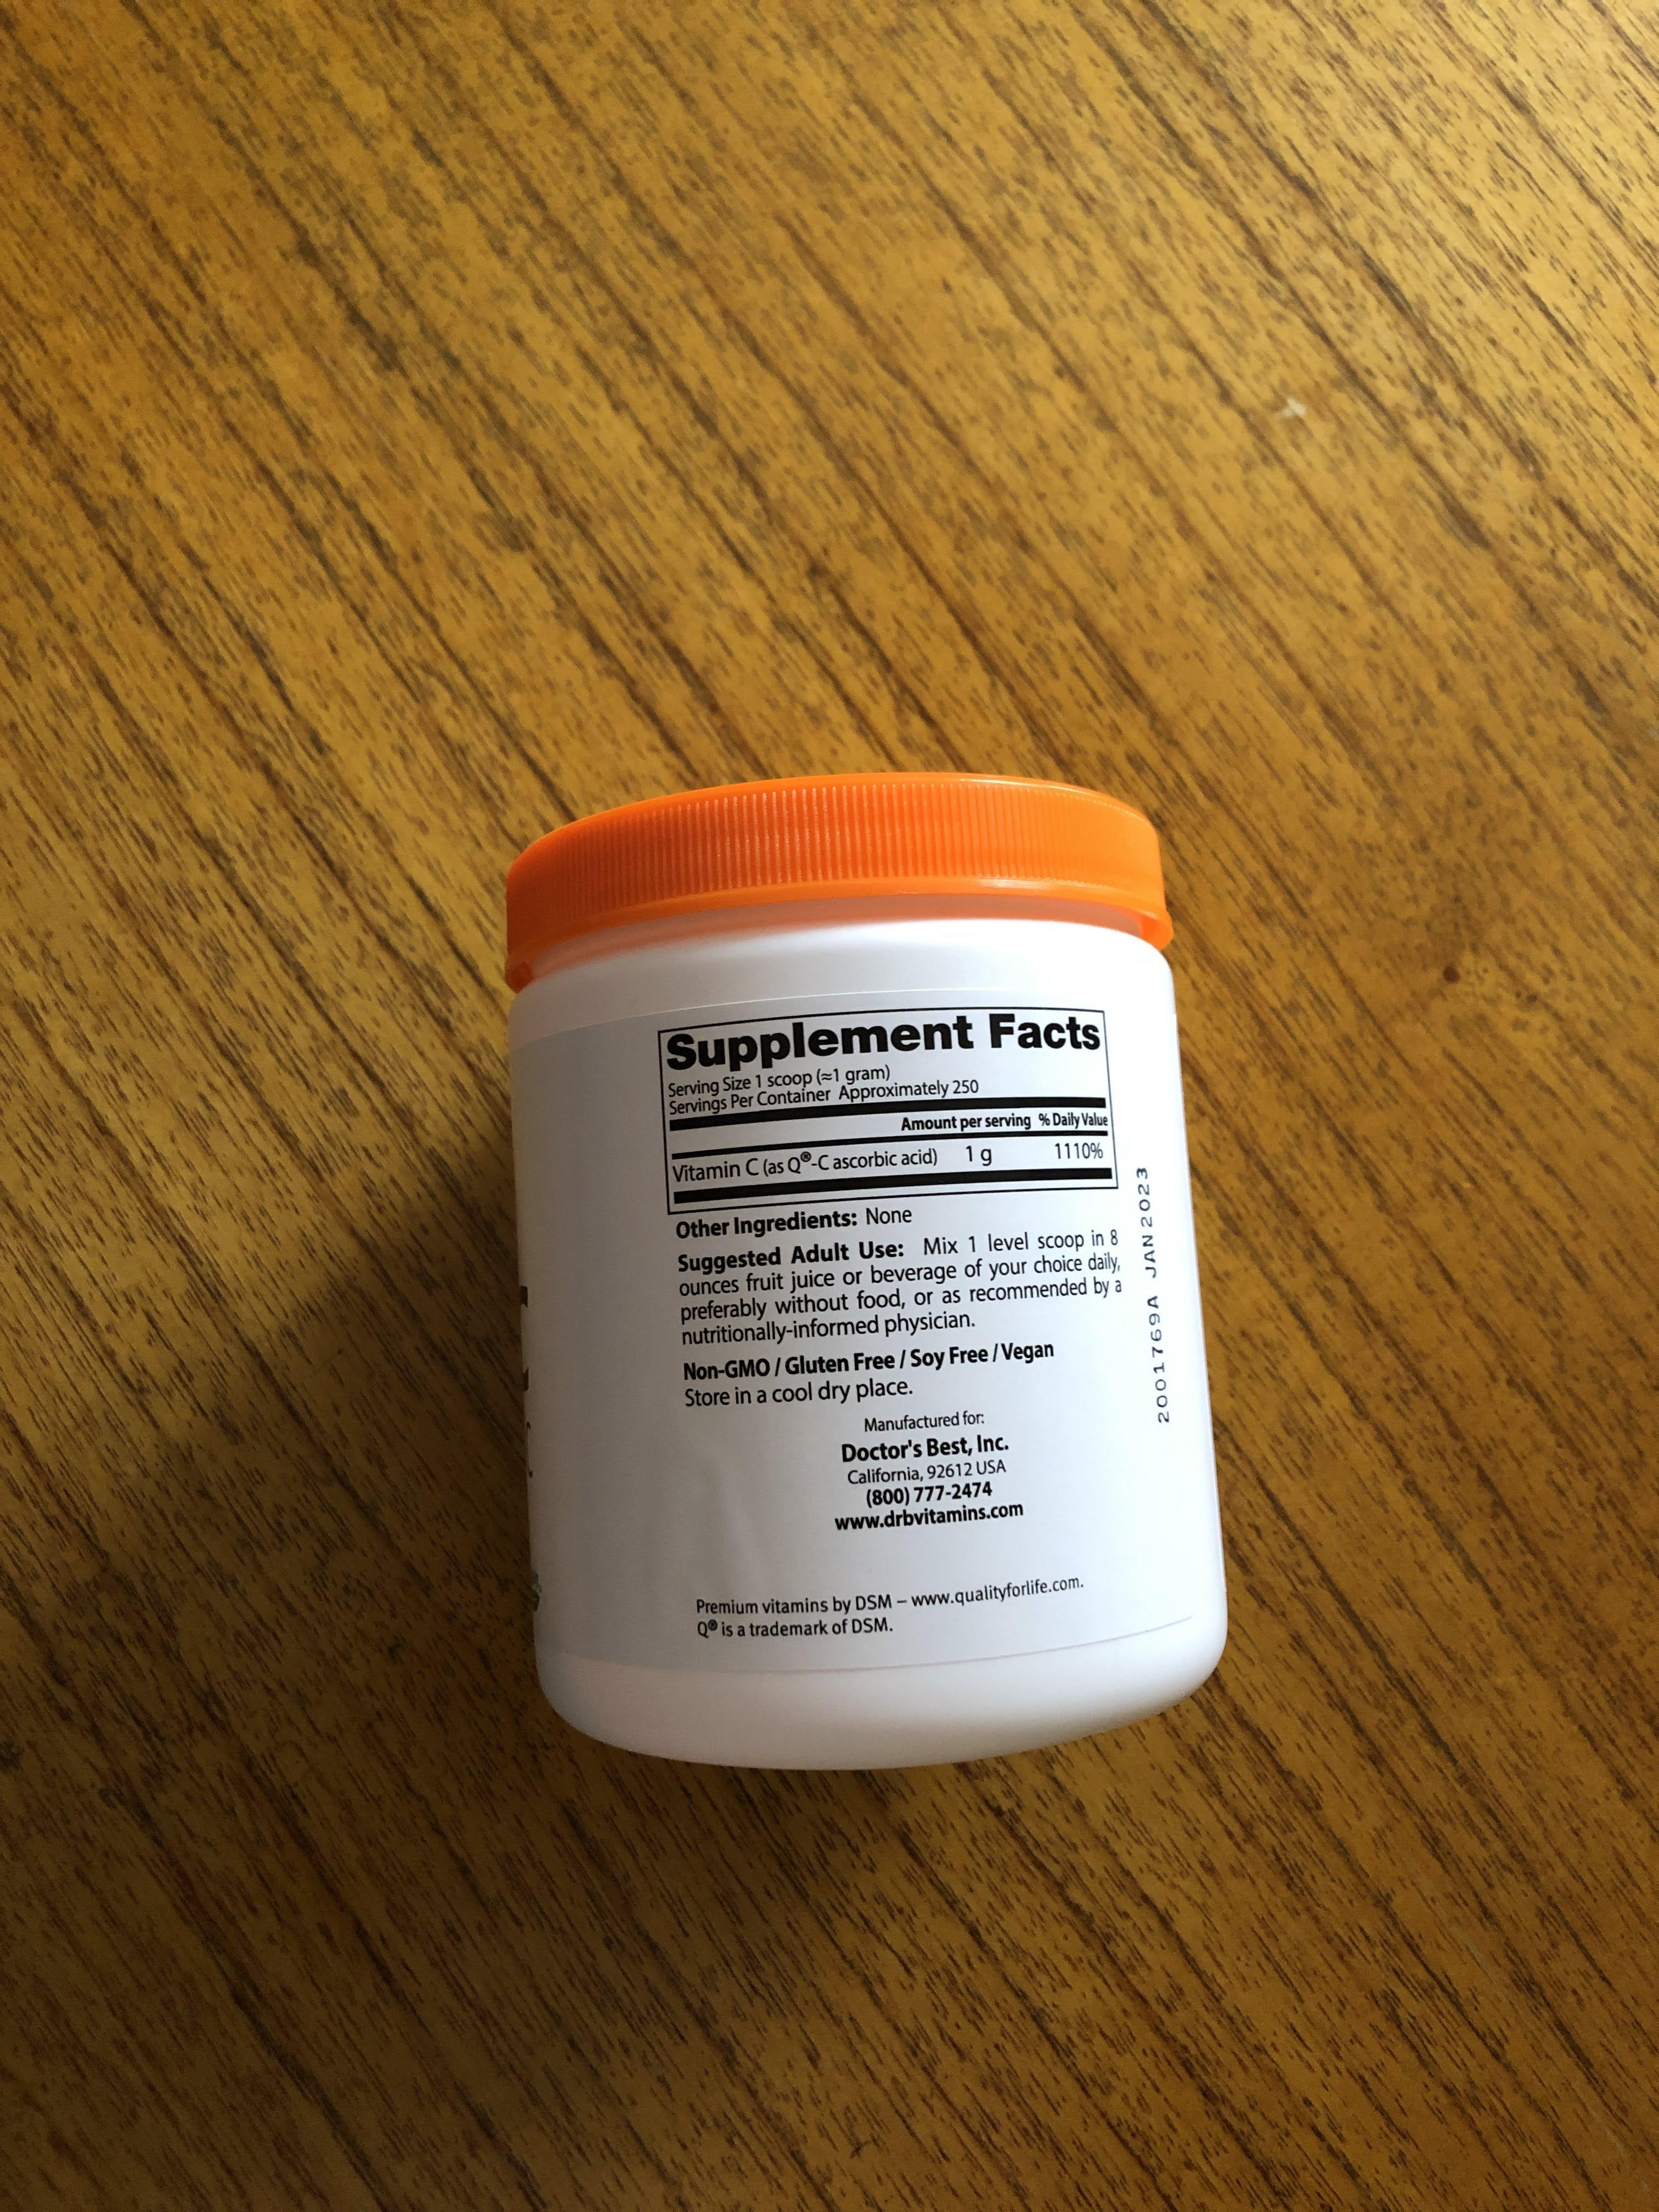 Supplement Facts
Serving Size 1 scoop (≈1 gram)
Servings Per Container Approximately 250
Amount per serving % Daily Value
Vitamin C (as Q®-C ascorbic acid) 1 g 1110%
Other Ingredients: None
Suggested Adult Use: Mix 1 level scoop in 8
ounces fruit juice or beverage of your choice daily,
preferably without food, or as recommended by a
nutritionally-informed physician.
Non-GMO / Gluten Free / Soy Free / Vegan
Store in a cool dry place.
Manufactured for:
Doctor's Best, Inc.
California, 92612 USA
(800) 777-2474
www.drbvitamins.com
Premium vitamins by DSM – www.qualityforlife.com.
Q® is a trademark of DSM.
2001769A JAN2023